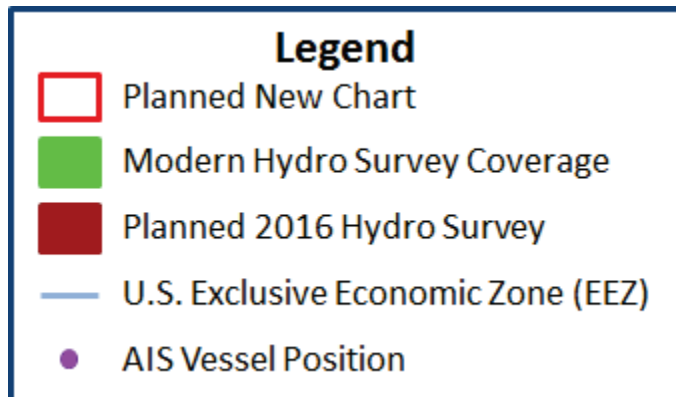 Legend
Planned New Chart
Modern Hydro Survey Coverage
Planned 2016 Hydro Survey
U.S. Exclusive Economic Zone (EEZ)
AIS Vessel Position